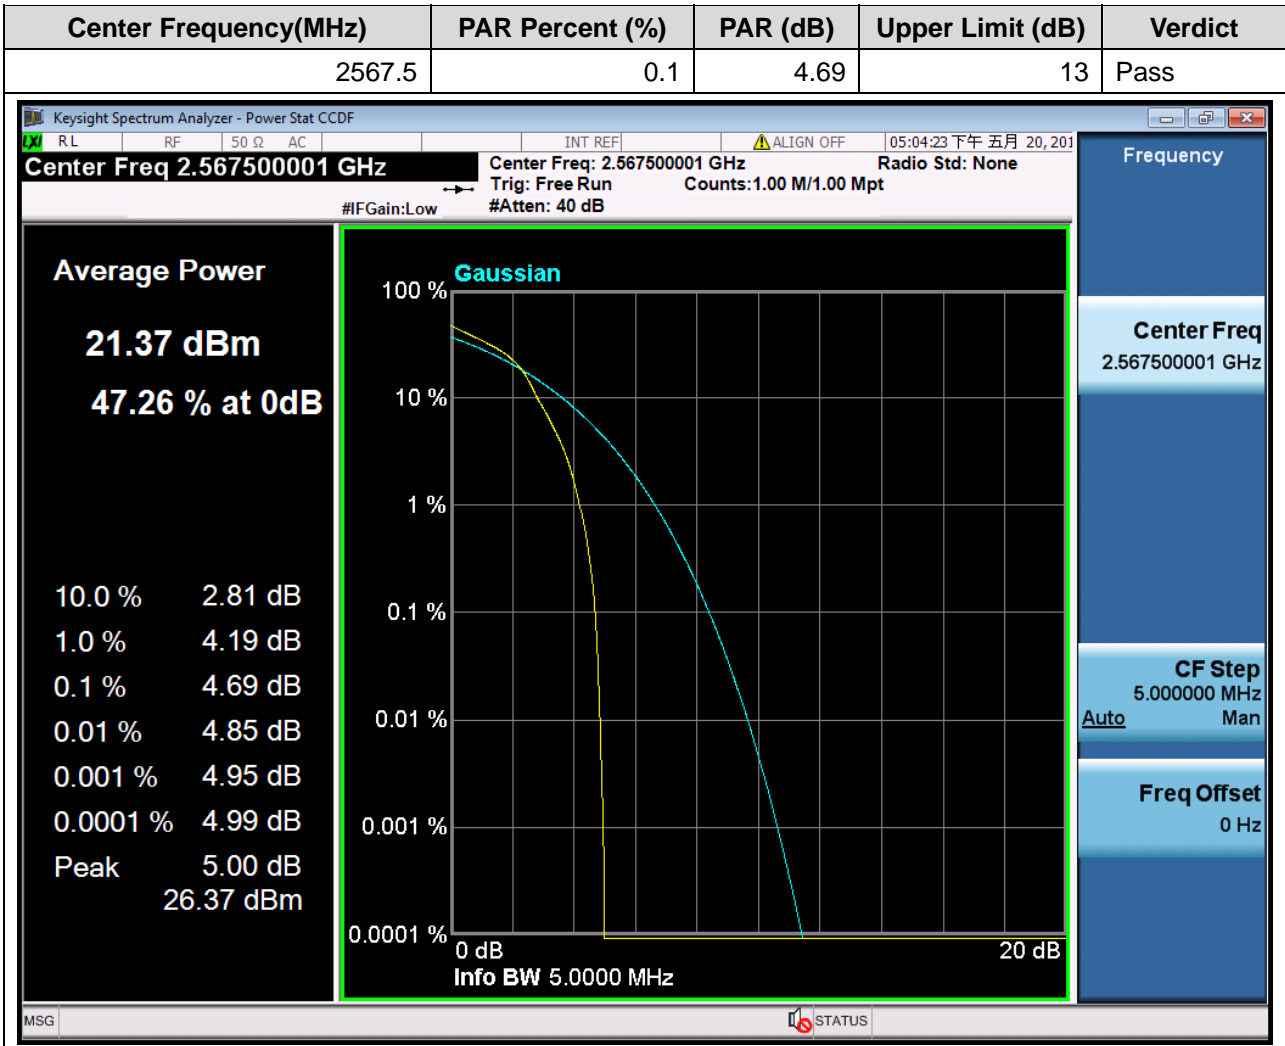 Center Frequency(MHz) PAR Percent (%) PAR (dB) Upper Limit (dB) Verdict
2567.5 0.1 4.69 13 Pass
Keysight Spectrum Analyzer - Power Stat CCDF
LXI RL RF 50 Ω AC INT REF ALIGN OFF 05:04:23 下午 五月 20, 201
Center Freq 2.567500001 GHz
Center Freq: 2.567500001 GHz Radio Std: None
Trig: Free Run Counts:1.00 M/1.00 Mpt
#IFGain:Low #Atten: 40 dB
Frequency
Average Power
21.37 dBm
47.26 % at 0dB
10.0 % 2.81 dB
1.0 % 4.19 dB
0.1 % 4.69 dB
0.01 % 4.85 dB
0.001 % 4.95 dB
0.0001 % 4.99 dB
Peak 5.00 dB
26.37 dBm
Gaussian
100 %
10 %
1 %
0.1 %
0.01 %
0.001 %
0.0001 %
0 dB 20 dB
Info BW 5.0000 MHz
Center Freq
2.567500001 GHz
CF Step
5.000000 MHz
Auto Man
Freq Offset
0 Hz
MSG STATUS